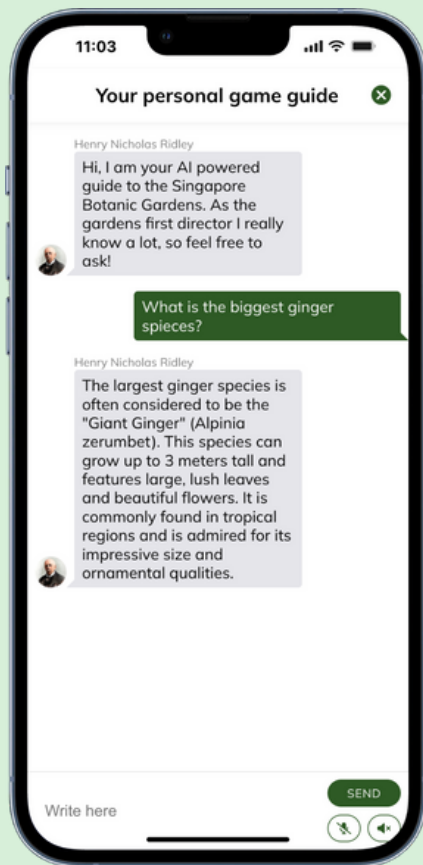 11:03
Your personal game guide
Henry Nicholas Ridley
Hi, I am your AI powered
guide to the Singapore
Botanic Gardens. As the
gardens first director I really
know a lot, so feel free to
ask!
What is the biggest ginger
spieces?
Henry Nicholas Ridley
The largest ginger species is
often considered to be the
"Giant Ginger" (Alpinia
zerumbet). This species can
grow up to 3 meters tall and
features large, lush leaves
and beautiful flowers. It is
commonly found in tropical
regions and is admired for its
impressive size and
ornamental qualities.
SEND
Write here